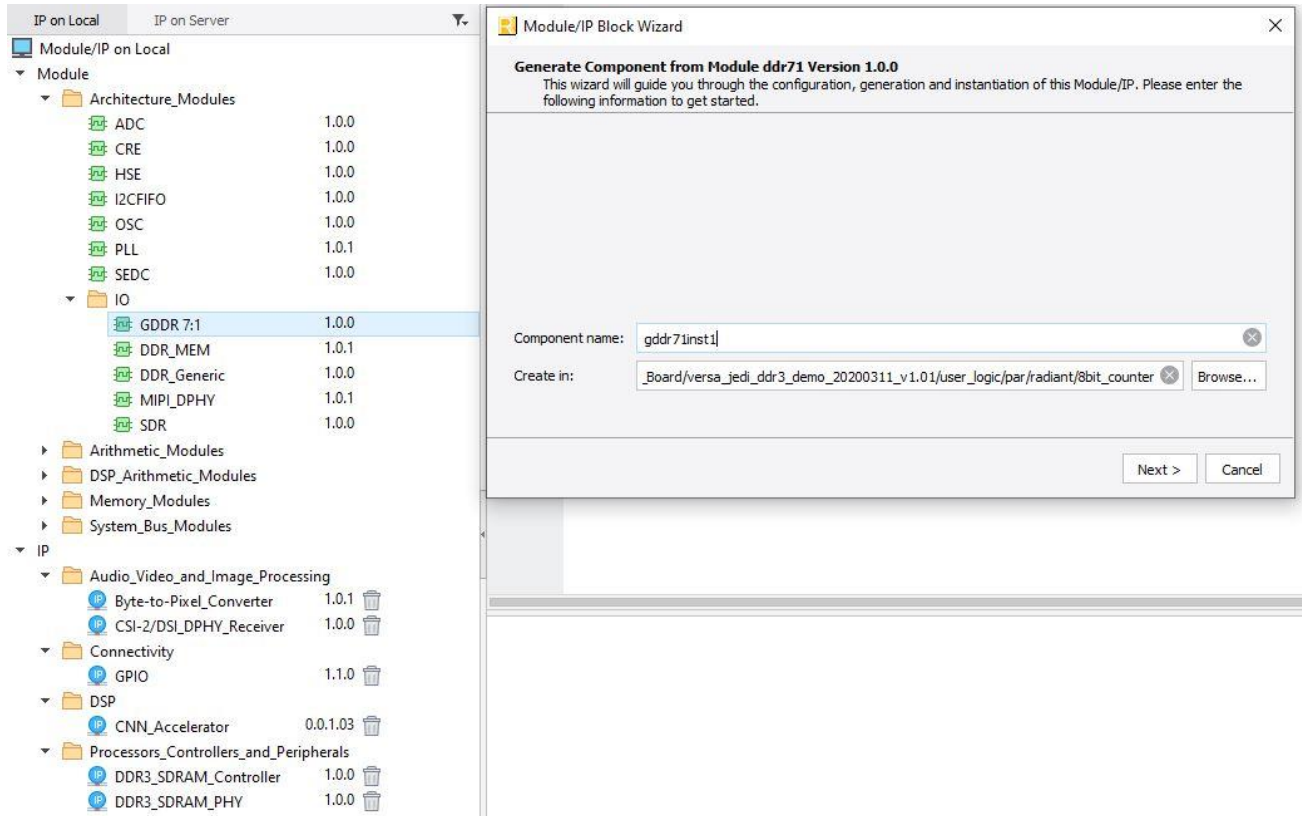 IP on Local IP on Server
Module/IP on Local
Module
Architecture_Modules
ADC 1.0.0
CRE 1.0.0
HSE 1.0.0
I2CFIFO 1.0.0
OSC 1.0.0
PLL 1.0.1
SEDC 1.0.0
IO
GDDR 7:1 1.0.0
DDR_MEM 1.0.1
DDR_Generic 1.0.0
MIPI_DPHY 1.0.1
SDR 1.0.0
Arithmetic_Modules
DSP_Arithmetic_Modules
Memory_Modules
System_Bus_Modules
IP
Audio_Video_and_Image_Processing
IP Byte-to-Pixel_Converter 1.0.1
IP CSI-2/DSI_DPHY_Receiver 1.0.0
Connectivity
IP GPIO 1.1.0
DSP
IP CNN_Accelerator 0.0.1.03
Processors_Controllers_and_Peripherals
IP DDR3_SDRAM_Controller 1.0.0
IP DDR3_SDRAM_PHY 1.0.0
Module/IP Block Wizard
Generate Component from Module ddr71 Version 1.0.0
This wizard will guide you through the configuration, generation and instantiation of this Module/IP. Please enter the
following information to get started.
Component name: gddr71inst1
Create in: _Board/versa_jedi_ddr3_demo_20200311_v1.01/user_logic/par/radiant/8bit_counter Browse...
Next > Cancel